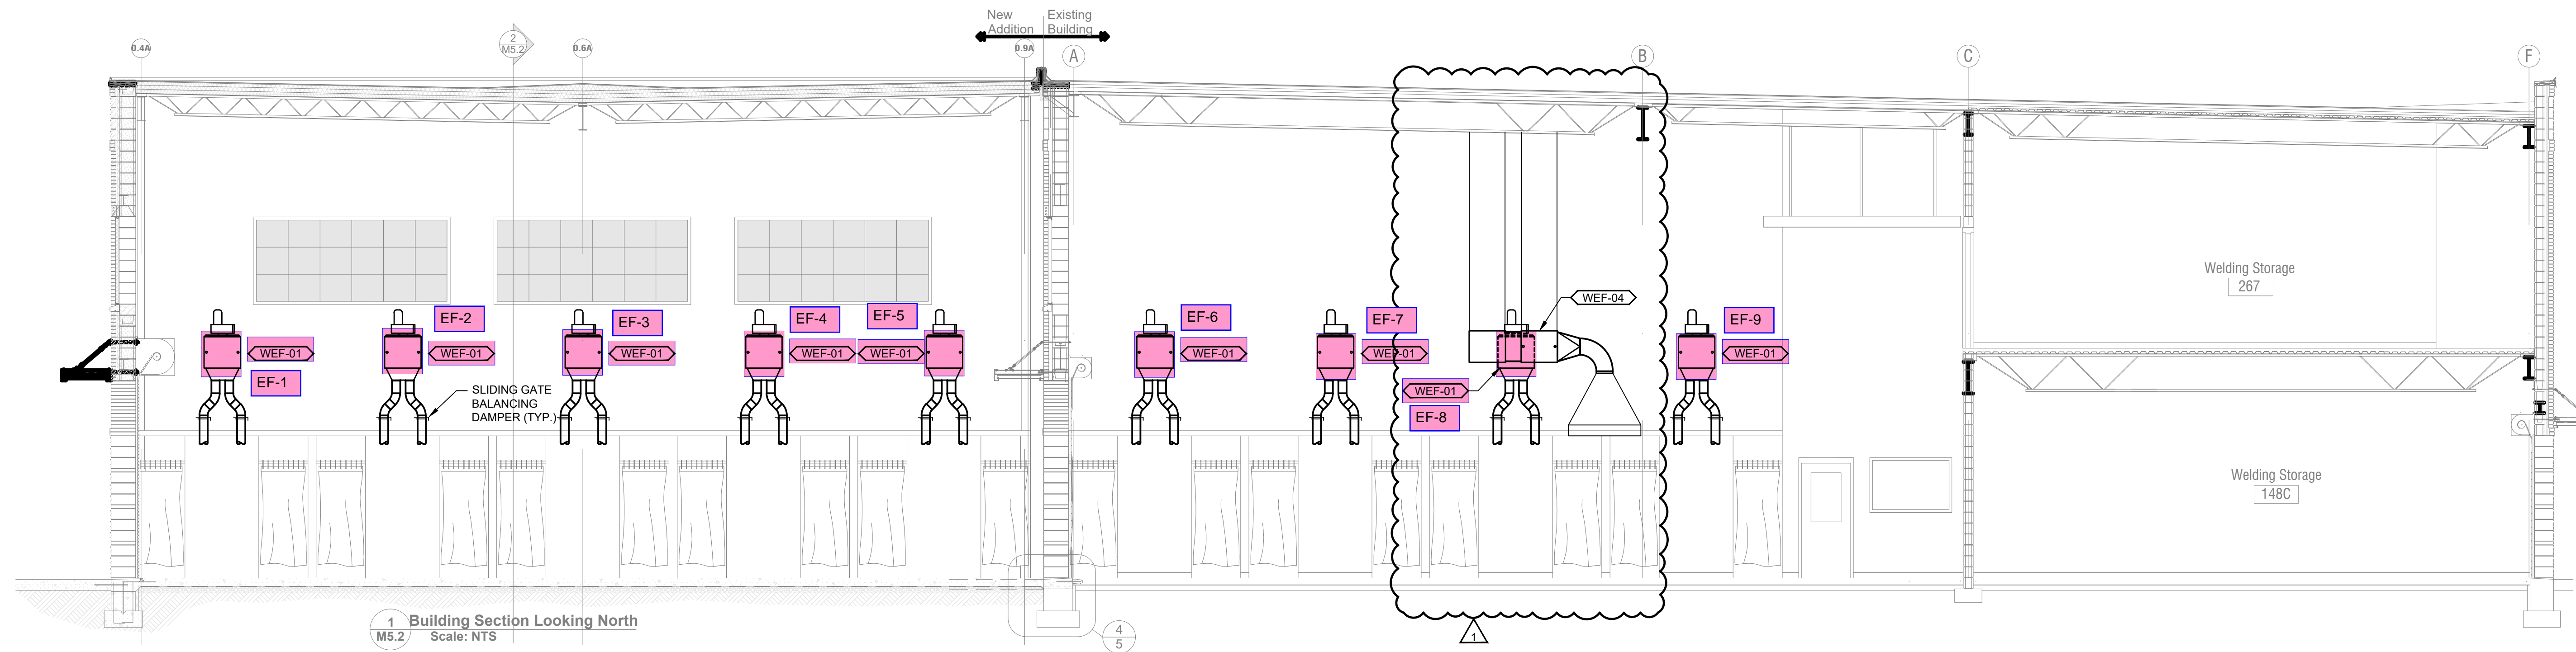 New Existing
Addition Building
0.4A
2
M5.2
0.6A
0.9A
A
B
C
F
WEF-04
Welding Storage
267
EF-1
EF-2
EF-3
EF-4
EF-5
EF-6
EF-7
EF-8
EF-9
WEF-01
WEF-01
WEF-01
WEF-01
WEF-01
WEF-01
WEF-01
WEF-01
WEF-01
SLIDING GATE
BALANCING
DAMPER (TYP.)
Welding Storage
148C
1
M5.2
Building Section Looking North
Scale: NTS
4
5
1